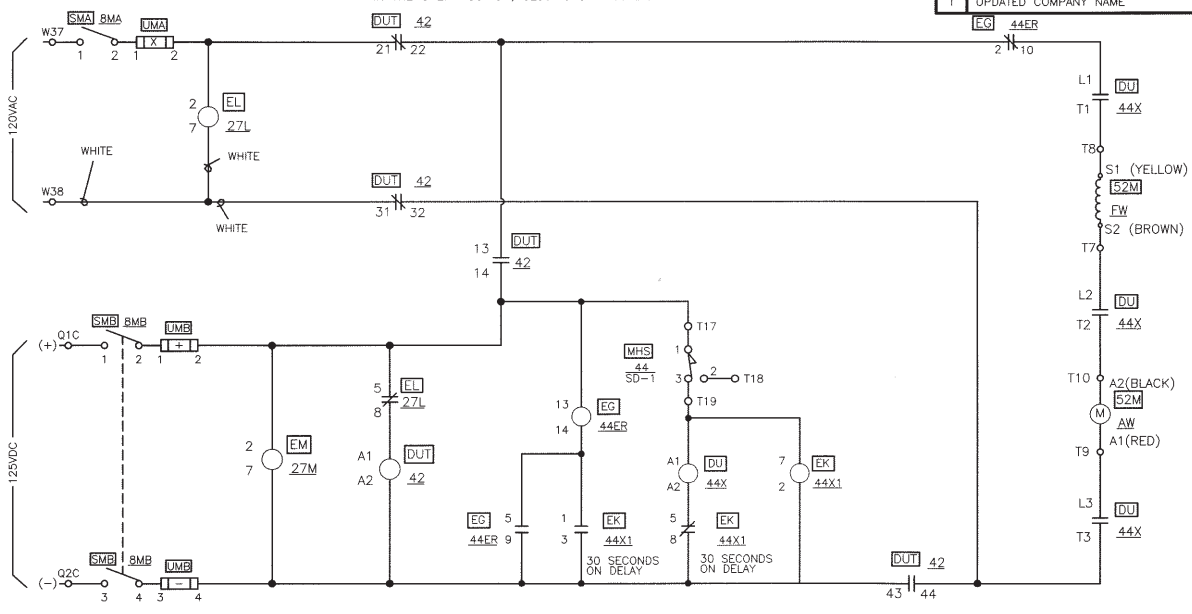 1 UPDATED COMPANY NAME
SMA 8MA
UMA
W37
1 2
1 X 2
DUT 42
21 22
EG 44ER
2 10
120VAC
2
7
EL
27L
WHITE
WHITE
W38
WHITE
DUT 42
31 32
L1
T1
DU
44X
T8
S1 (YELLOW)
52M
FW
S2 (BROWN)
T7
L2
T2
DU
44X
T10
A2(BLACK)
52M
M
AW
A1(RED)
T9
L3
T3
DU
44X
13
14
DUT
42
125VDC
(+) Q1C
SMB 8MB
UMB
1 2
1 + 2
2
7
EM
27M
5
8
EL
27L
A1
A2
DUT
42
13
14
EG
44ER
MHS
44
SD-1
T17
1
3
2
T18
T19
A1
A2
DU
44X
7
2
EK
44X1
EG
44ER
5
9
1
3
EK
44X1
30 SECONDS
ON DELAY
5
8
EK
44X1
30 SECONDS
ON DELAY
(-) Q2C
SMB 8MB
UMB
3 4
3 - 4
DUT 42
43 44